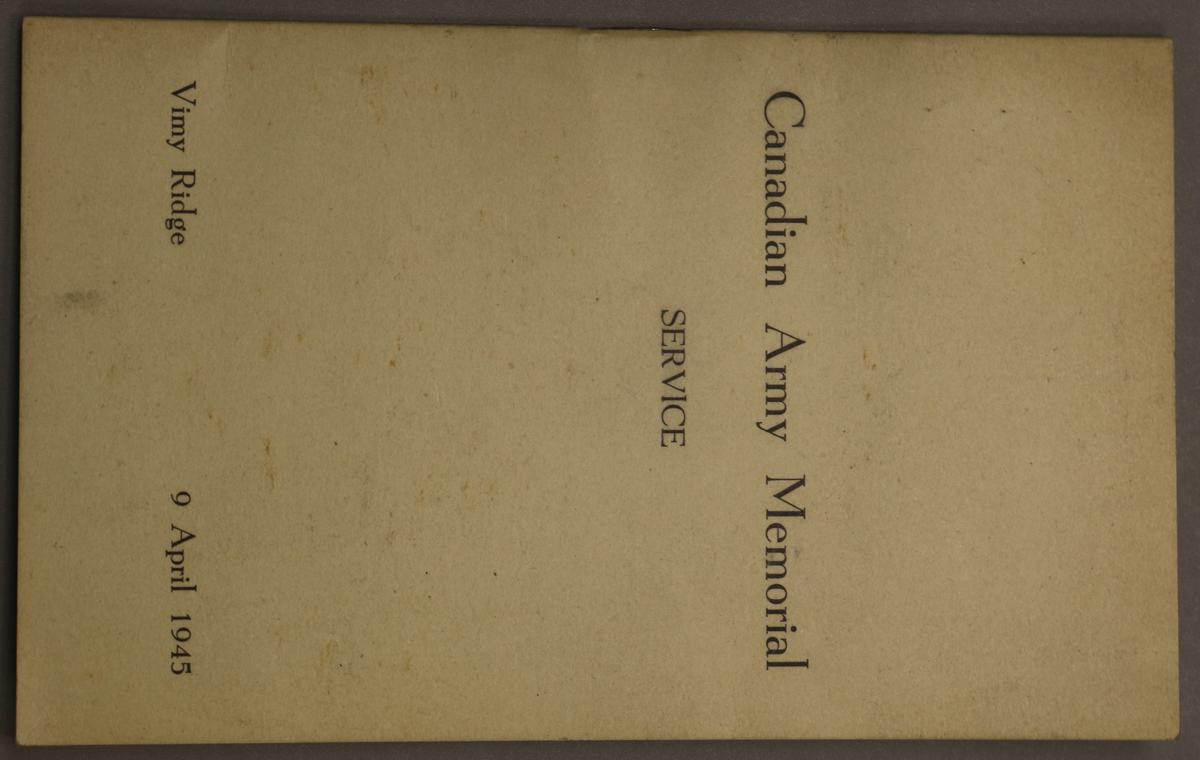 Canadian Army Memorial
SERVICE
Vimy Ridge 9 April 1945